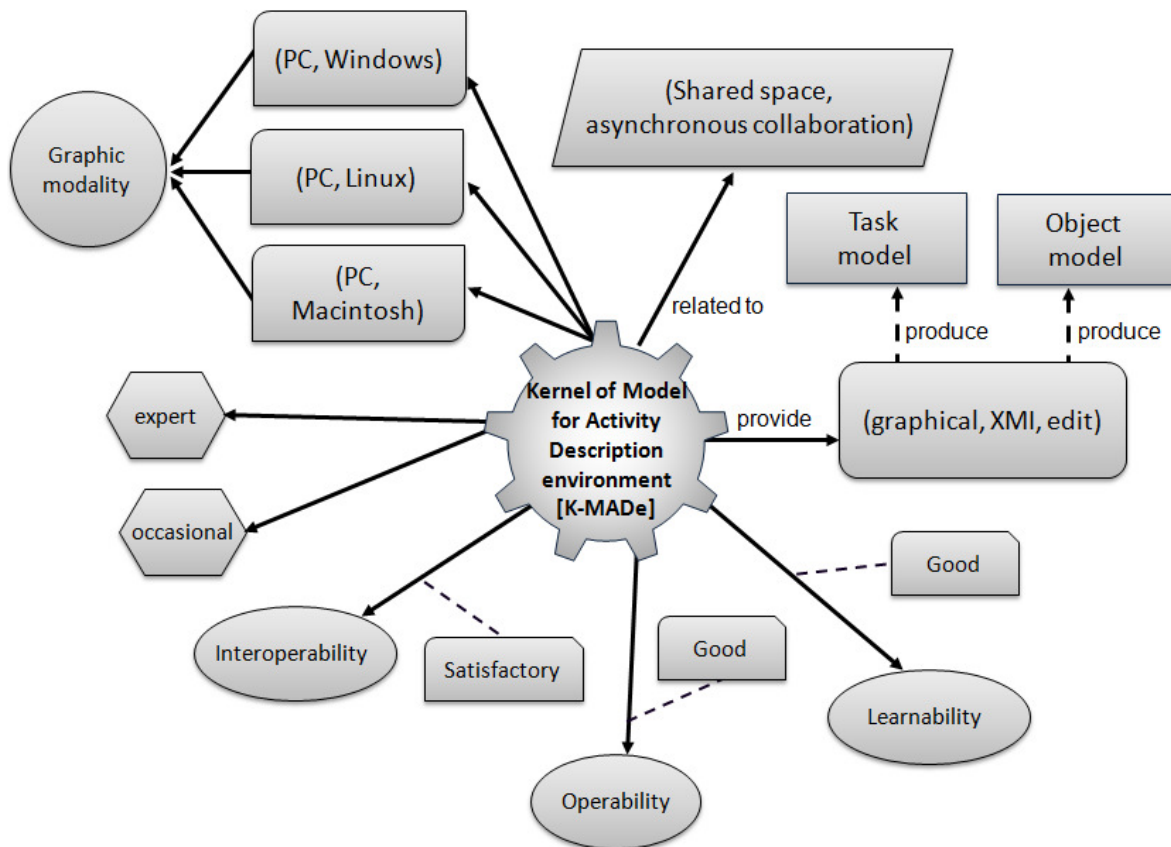 (PC, Windows)
(Shared space,
asynchronous collaboration)
Graphic
modality
(PC, Linux)
Task
model
Object
model
(PC,
Macintosh)
related to
produce
produce
Kernel of Model
for Activity
Description
environment
[K-MADe]
provide
(graphical, XMI, edit)
expert
occasional
Good
Interoperability
Satisfactory
Good
Learnability
Operability